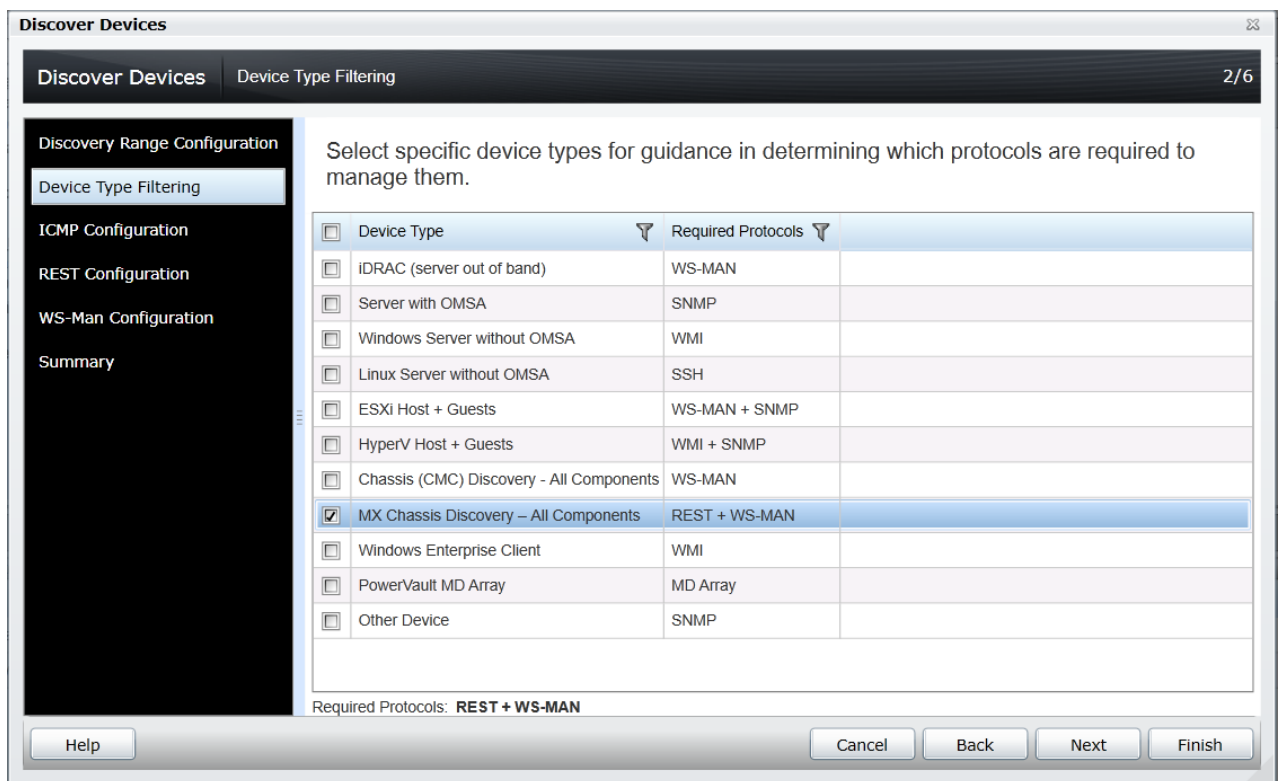 Discover Devices
Discover Devices Device Type Filtering 2/6
Discovery Range Configuration
Device Type Filtering
ICMP Configuration
REST Configuration
WS-Man Configuration
Summary
Select specific device types for guidance in determining which protocols are required to
manage them.
Device Type Required Protocols
iDRAC (server out of band) WS-MAN
Server with OMSA SNMP
Windows Server without OMSA WMI
Linux Server without OMSA SSH
ESXi Host + Guests WS-MAN + SNMP
HyperV Host + Guests WMI + SNMP
Chassis (CMC) Discovery - All Components WS-MAN
MX Chassis Discovery – All Components REST + WS-MAN
Windows Enterprise Client WMI
PowerVault MD Array MD Array
Other Device SNMP
Required Protocols: REST + WS-MAN
Help Cancel Back Next Finish